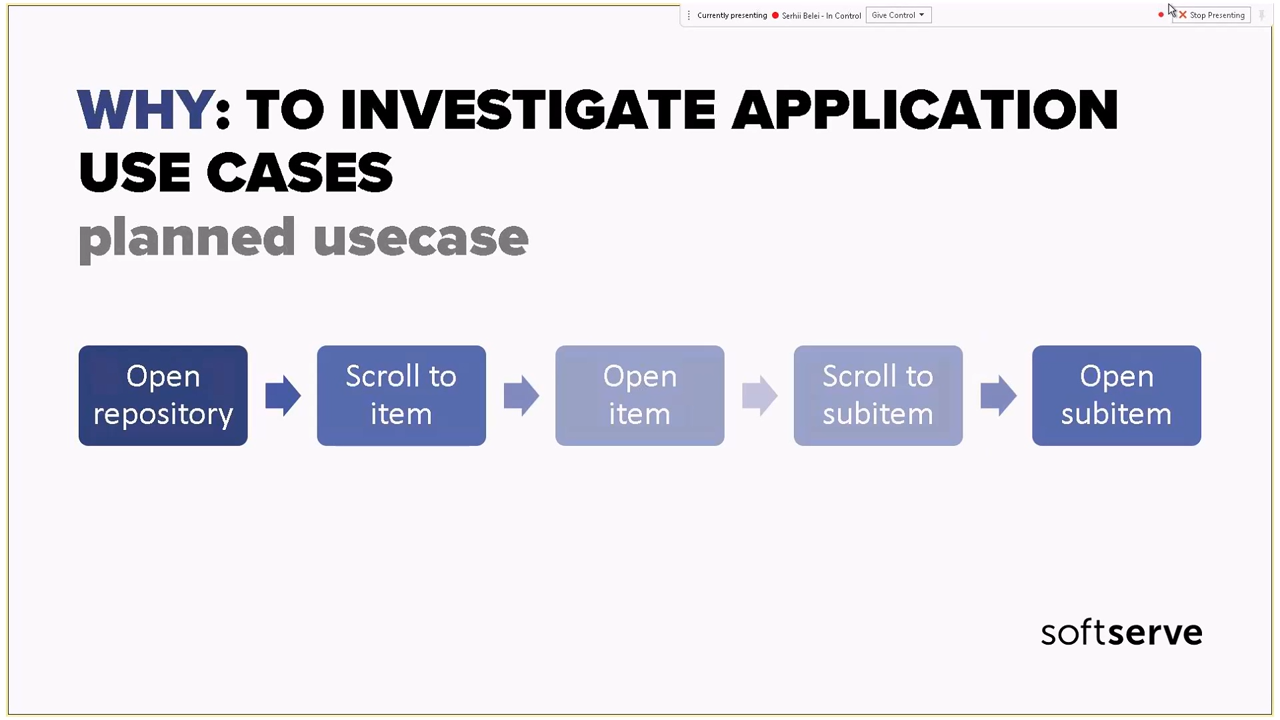 Currently presenting Serhii Belei - In Control Give Control Stop Presenting
WHY: TO INVESTIGATE APPLICATION
USE CASES
planned usecase
Open
repository
Scroll to
item
Open
item
Scroll to
subitem
Open
subitem
softserve